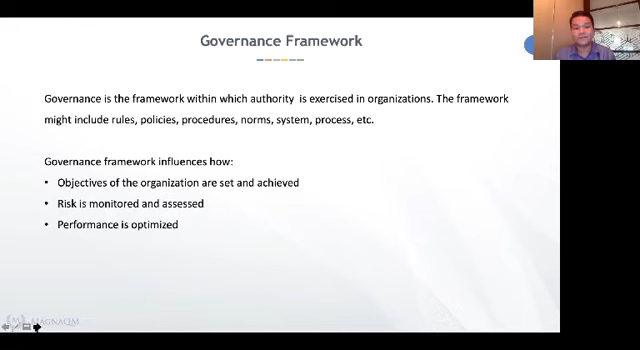 Governance Framework
Governance is the framework within which authority is exercised in organizations. The framework
might include rules, policies, procedures, norms, system, process, etc.
Governance framework influences how:
• Objectives of the organization are set and achieved
• Risk is monitored and assessed
• Performance is optimized
MAGNAQM